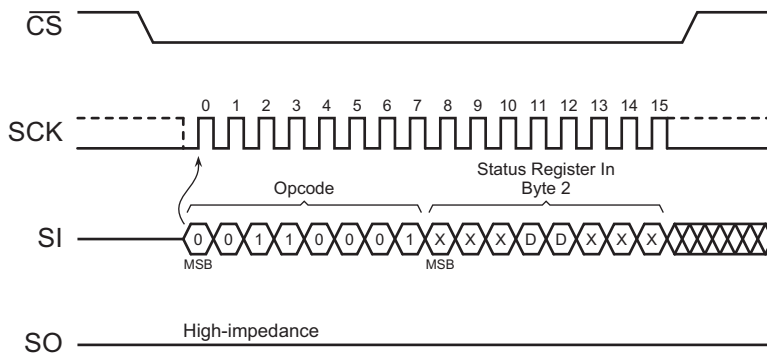 CS
0 1 2 3 4 5 6 7 8 9 10 11 12 13 14 15
SCK
Status Register In
Opcode Byte 2
SI 0 0 1 1 0 0 0 1 X X X D D X X X
MSB MSB
High-impedance
SO